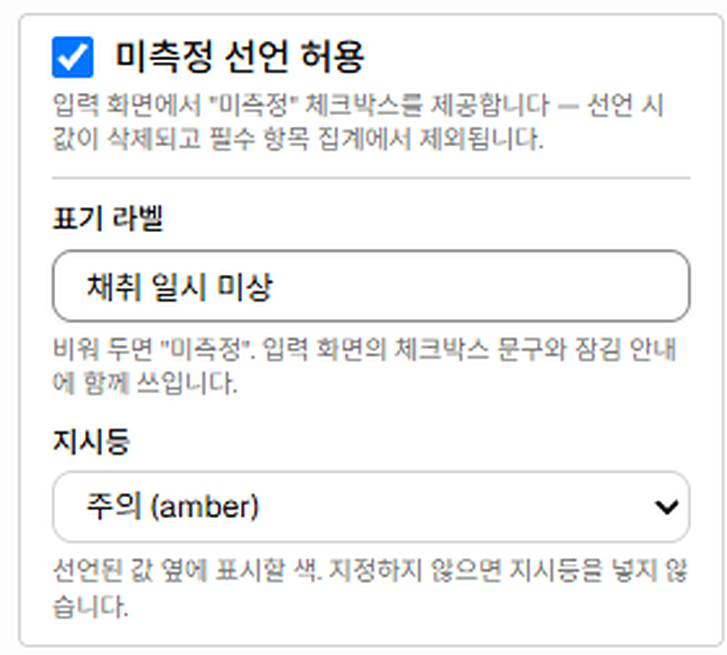 미측정 선언 허용
입력 화면에서 "미측정" 체크박스를 제공합니다 — 선언 시
값이 삭제되고 필수 항목 집계에서 제외됩니다.
표기 라벨
채취 일시 미상
비워 두면 "미측정". 입력 화면의 체크박스 문구와 잠김 안내
에 함께 쓰입니다.
지시등
주의 (amber)
선언된 값 옆에 표시할 색. 지정하지 않으면 지시등을 넣지 않
습니다.